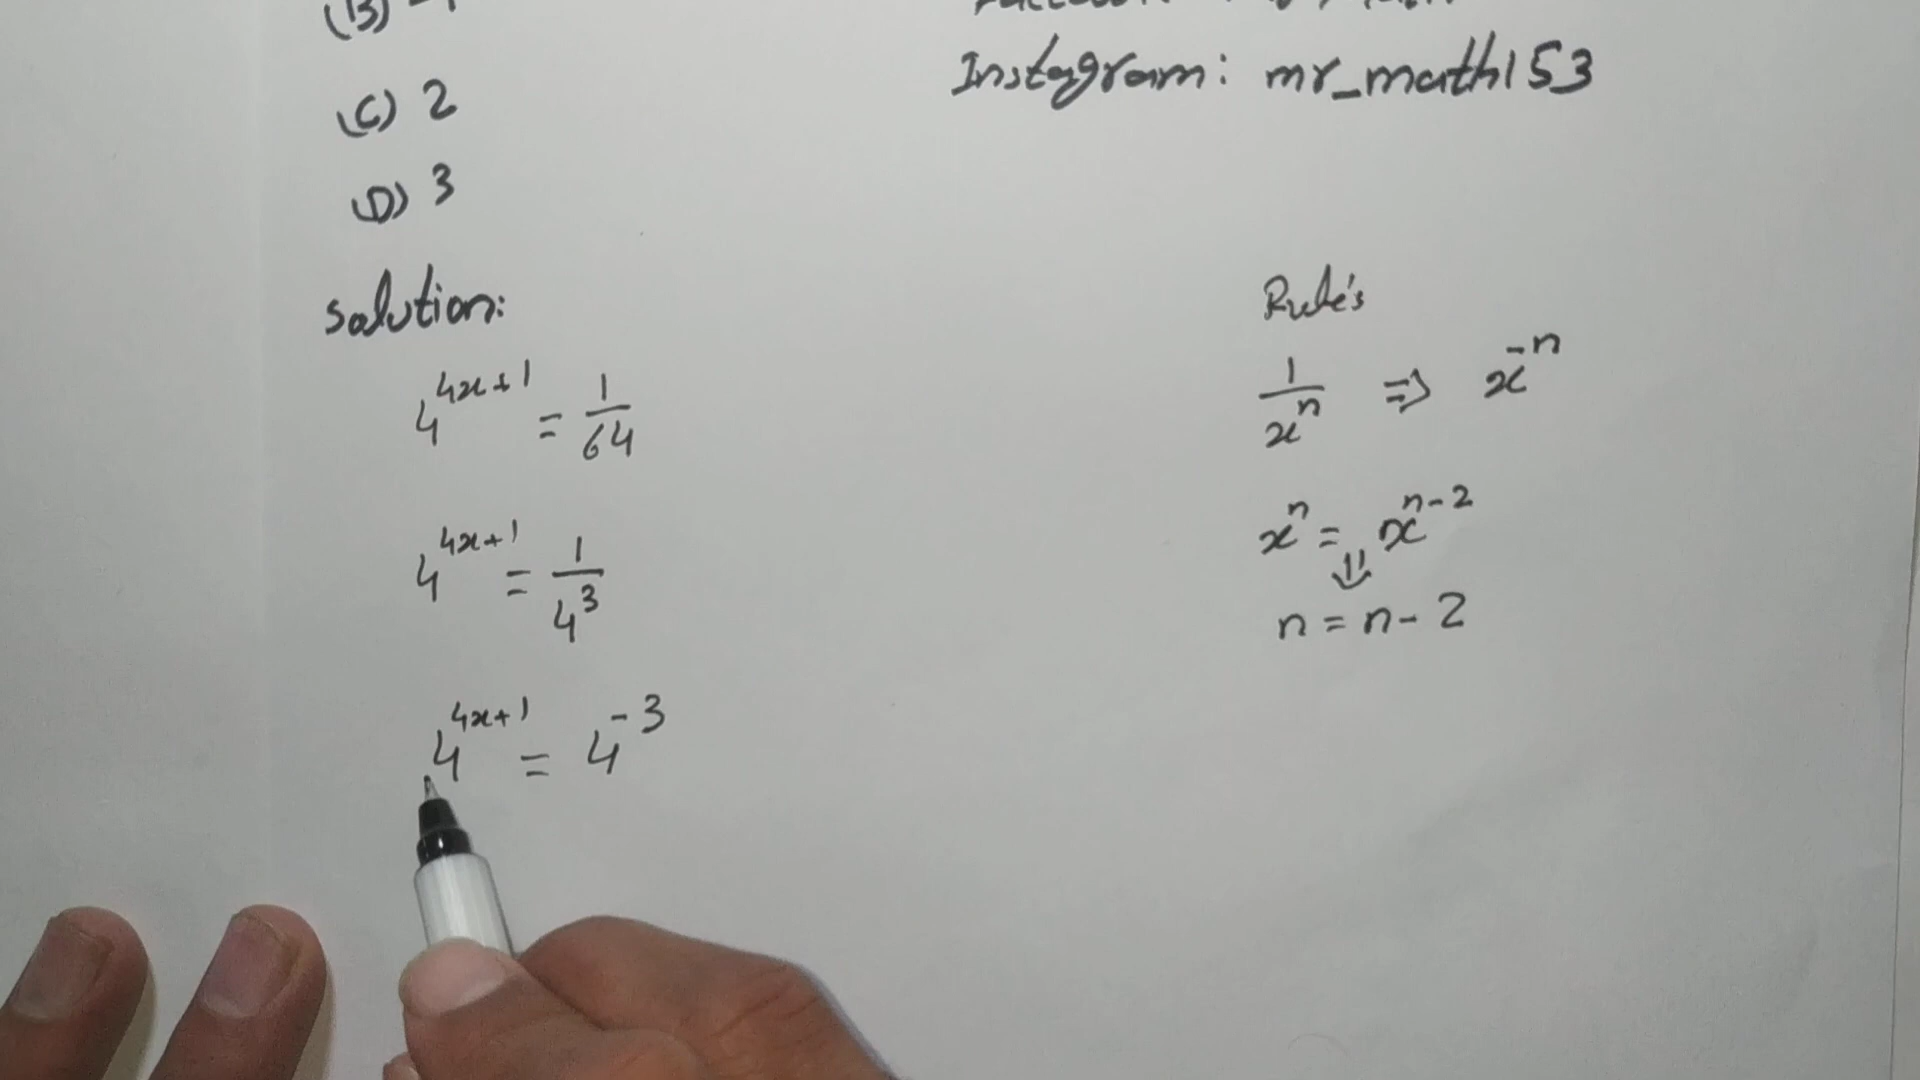 (B) -1
(C) 2
(D) 3
Instagram: mr_math153
Solution:
4^{4x+1} = 1/64
4^{4x+1} = 1/4^3
4^{4x+1} = 4^{-3}
Rule's
1/x^n ⇒ x^{-n}
x^n = x^{n-2}
⇓
n = n-2